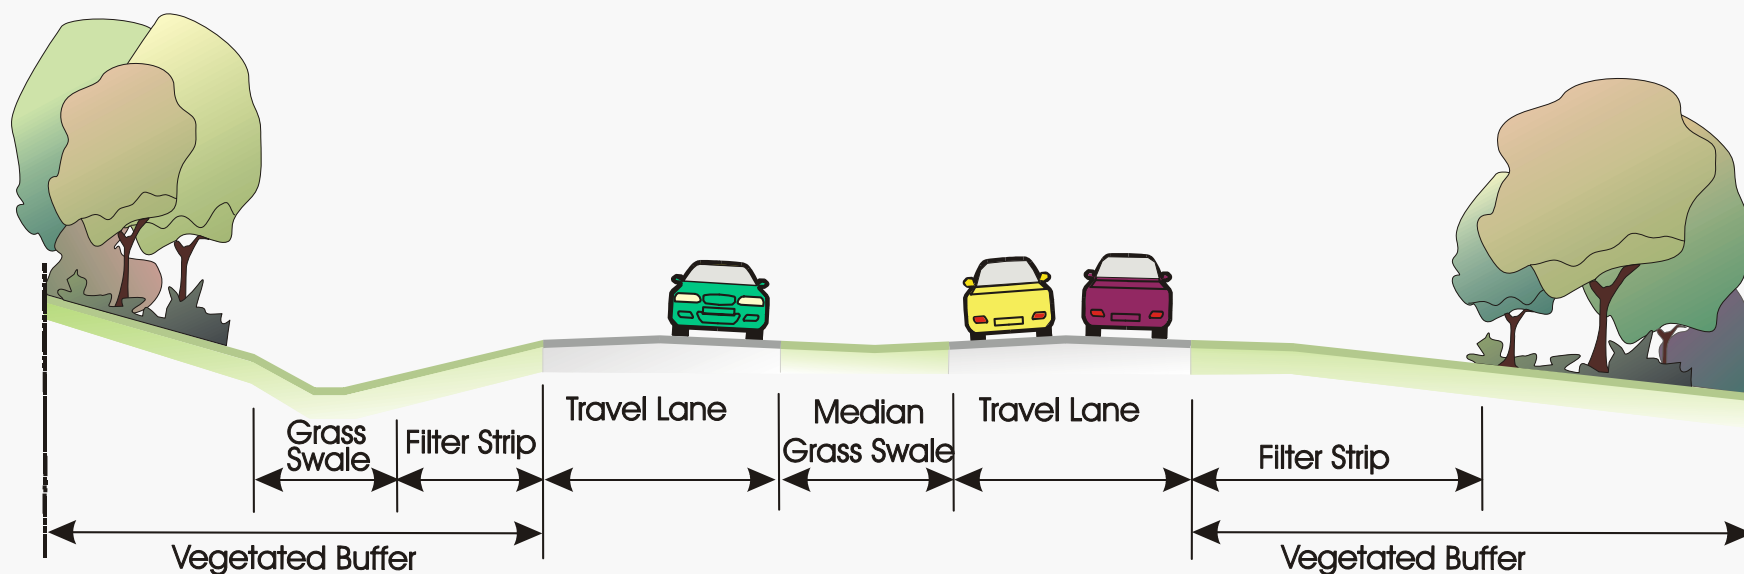 Grass
Swale
Filter Strip
Travel Lane
Median
Grass Swale
Travel Lane
Filter Strip
Vegetated Buffer
Vegetated Buffer